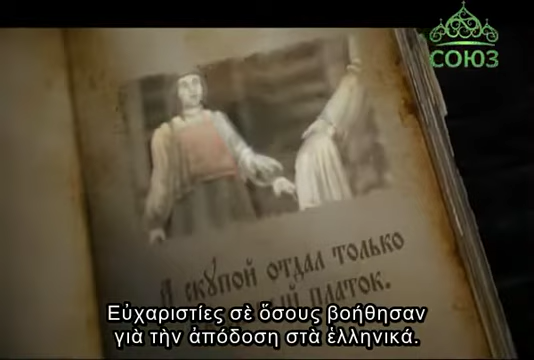 СОЮЗ
А скупой отдал только
платок.
Εὐχαριστίες σὲ ὅσους βοήθησαν
γιὰ τὴν ἀπόδοση στὰ ἑλληνικά.